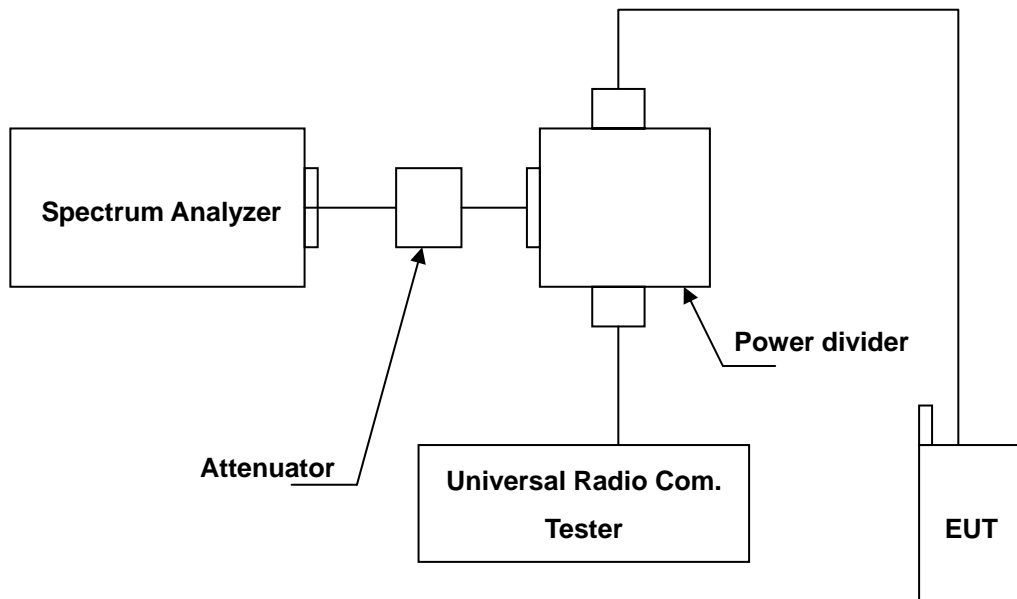 Spectrum Analyzer
Power divider
Attenuator
Universal Radio Com.
Tester
EUT